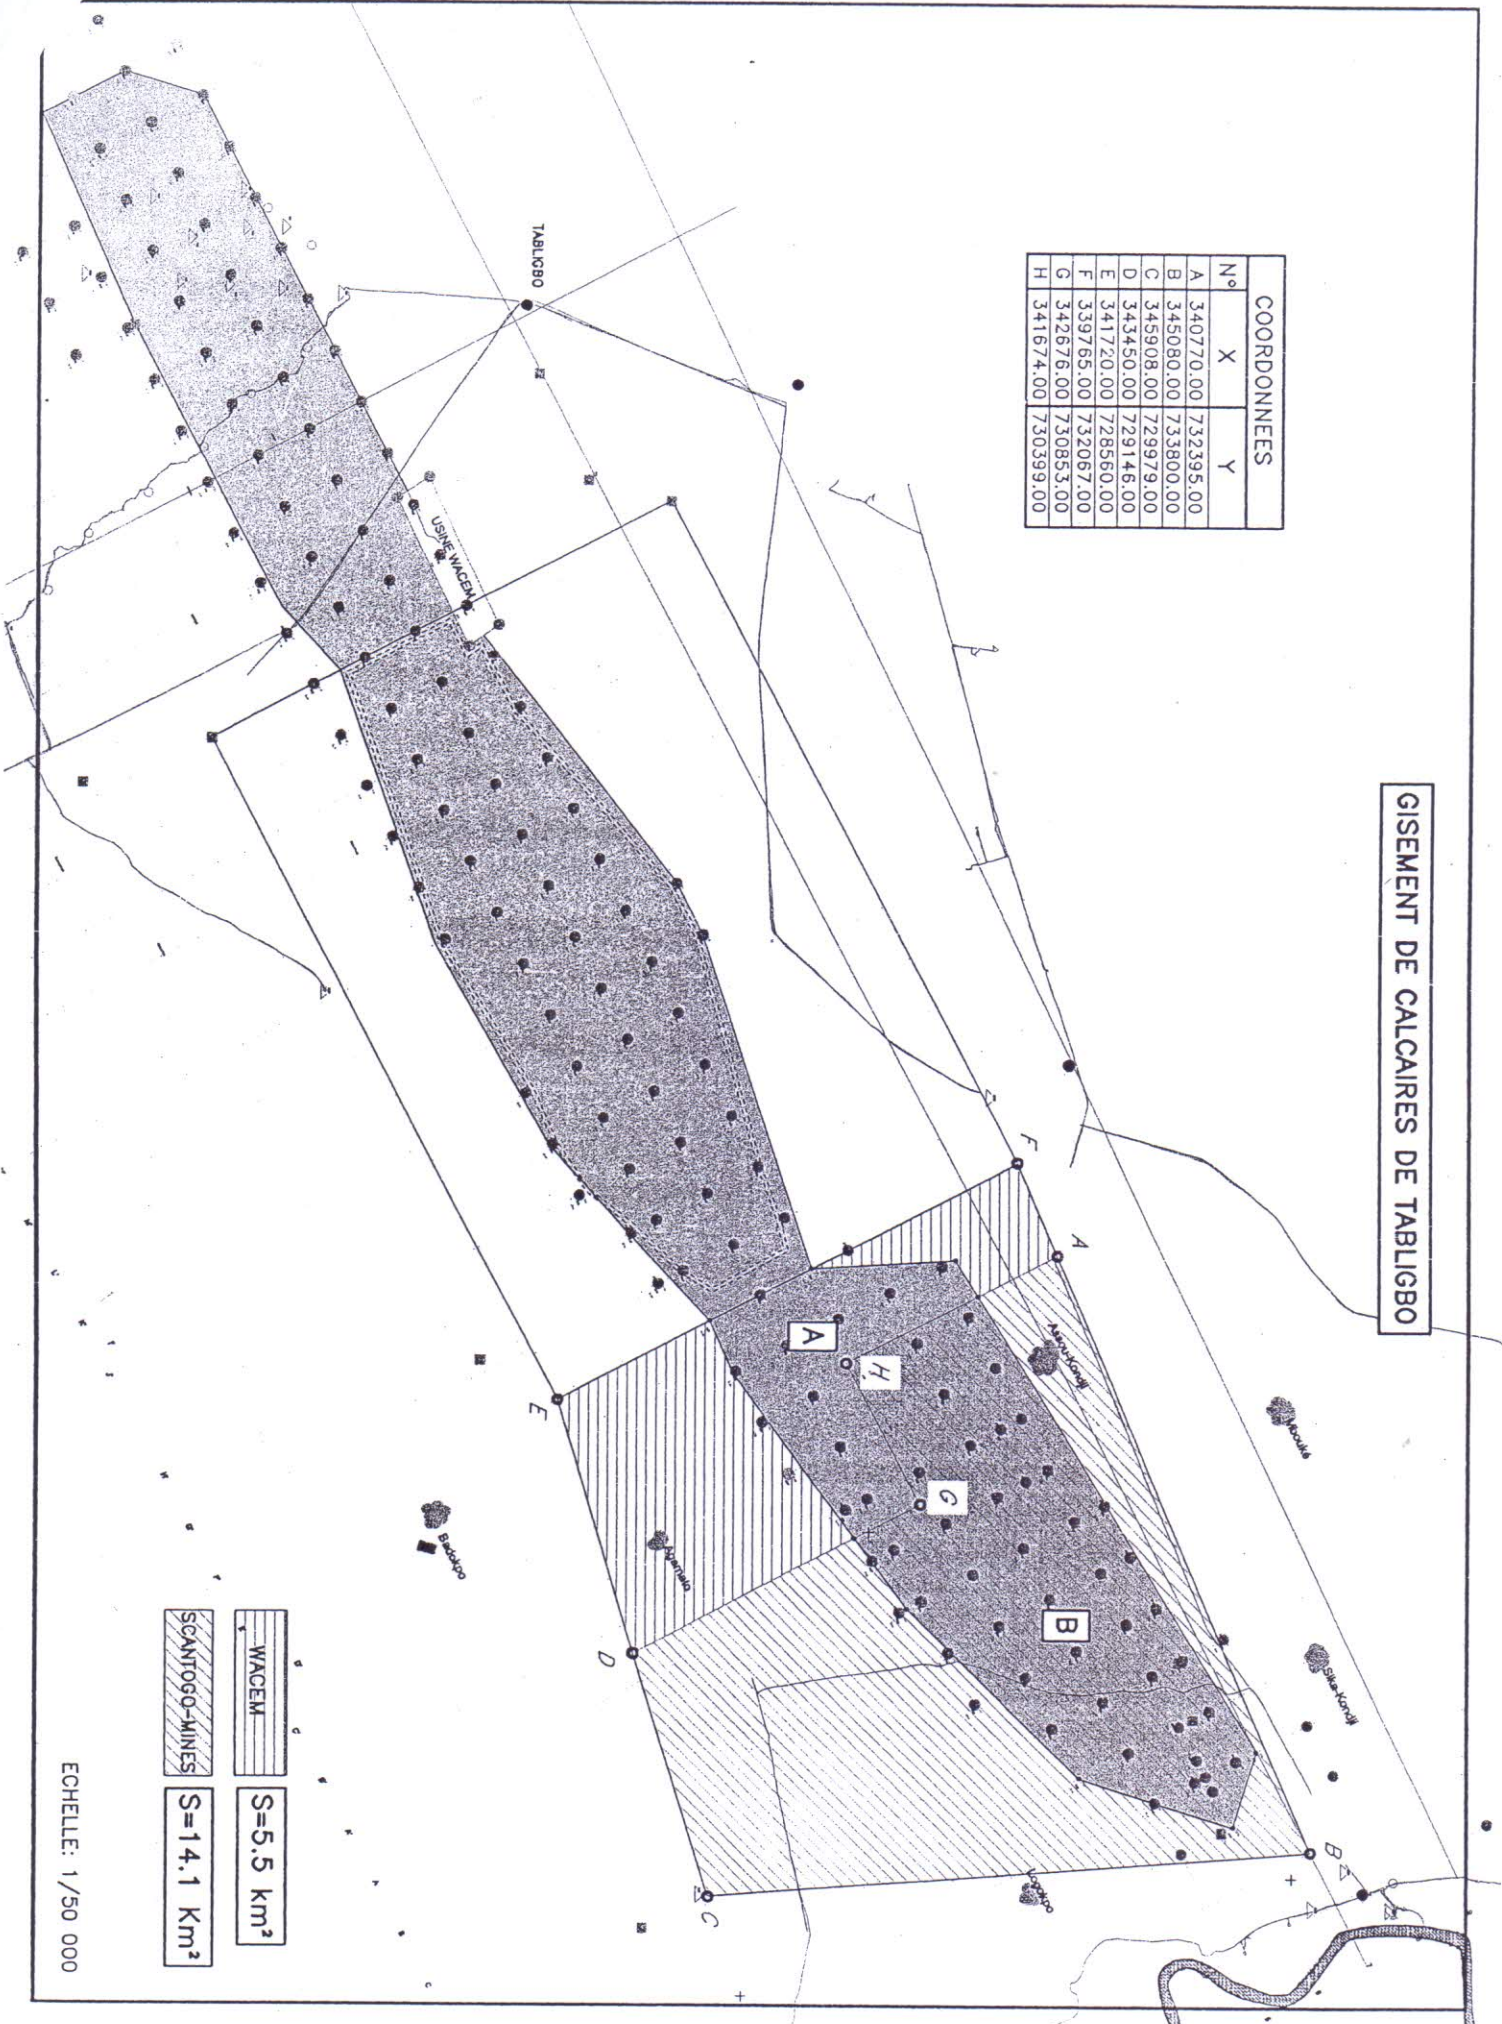 GISEMENT DE CALCAIRES DE TABLIGBO
COORDONNEES
N° X Y
A 340770.00 732395.00
B 345080.00 733800.00
C 345908.00 729979.00
D 343450.00 729146.00
E 341720.00 728560.00
F 339765.00 732067.00
G 342676.00 730853.00
H 341674.00 730399.00
TABLIGBO
USINE WACEM
F
A
Mbouké
Sika-Kondji
B
A
H
G
B
E
D
C
Badokpo
WACEM S=5.5 km²
SCANTOGO-MINES S=14.1 Km²
ECHELLE: 1/50 000